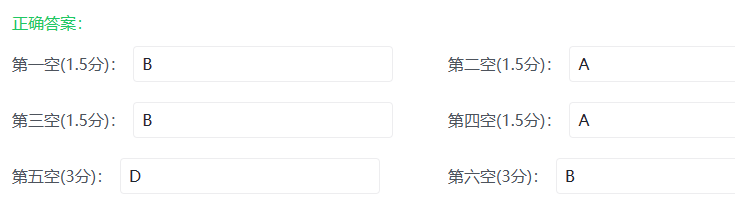 正确答案：
第一空(1.5分)： B 第二空(1.5分)： A
第三空(1.5分)： B 第四空(1.5分)： A
第五空(3分)： D 第六空(3分)： B